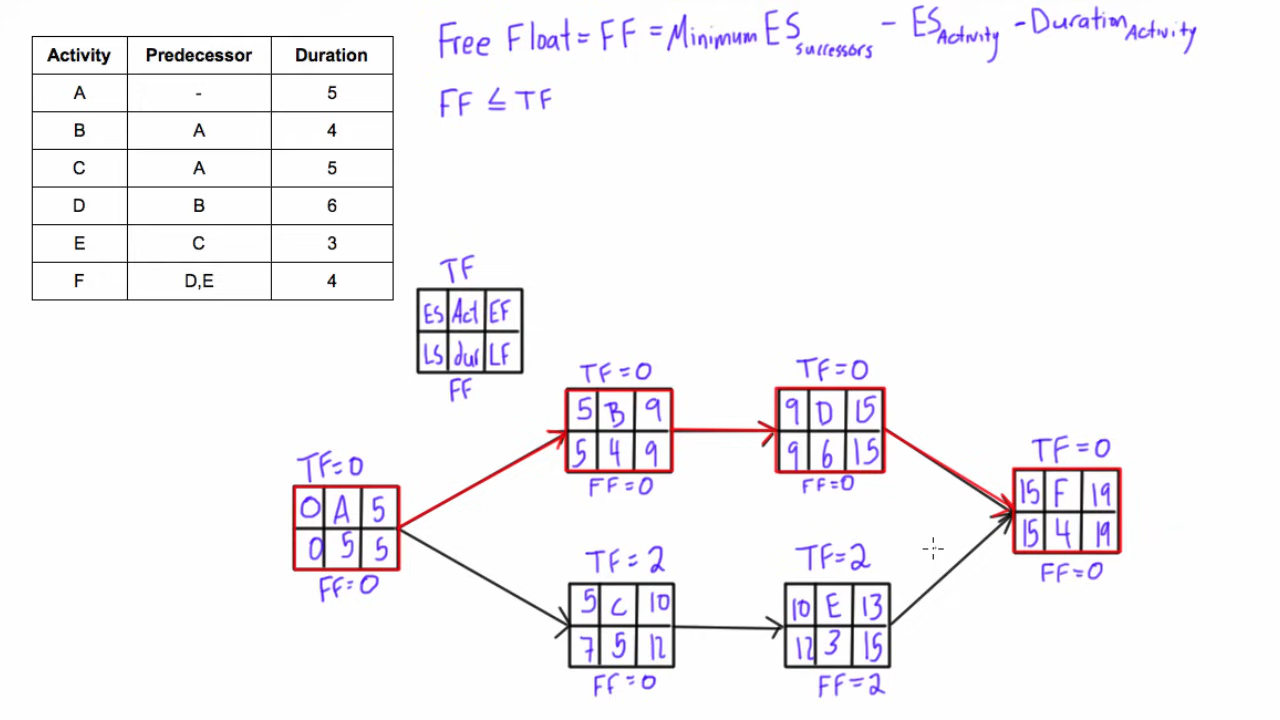 Free Float = FF = Minimum ES successors - ES Activity - Duration Activity
FF ≤ TF
Activity Predecessor Duration
A - 5
B A 4
C A 5
D B 6
E C 3
F D,E 4
TF
ES Act EF
LS dur LF
FF
TF=0
0 A 5
0 5 5
FF=0
TF=0
5 B 9
5 4 9
FF=0
TF=0
9 D 15
9 6 15
FF=0
TF=2
5 C 10
7 5 12
FF=0
TF=2
10 E 13
12 3 15
FF=2
TF=0
15 F 19
15 4 19
FF=0